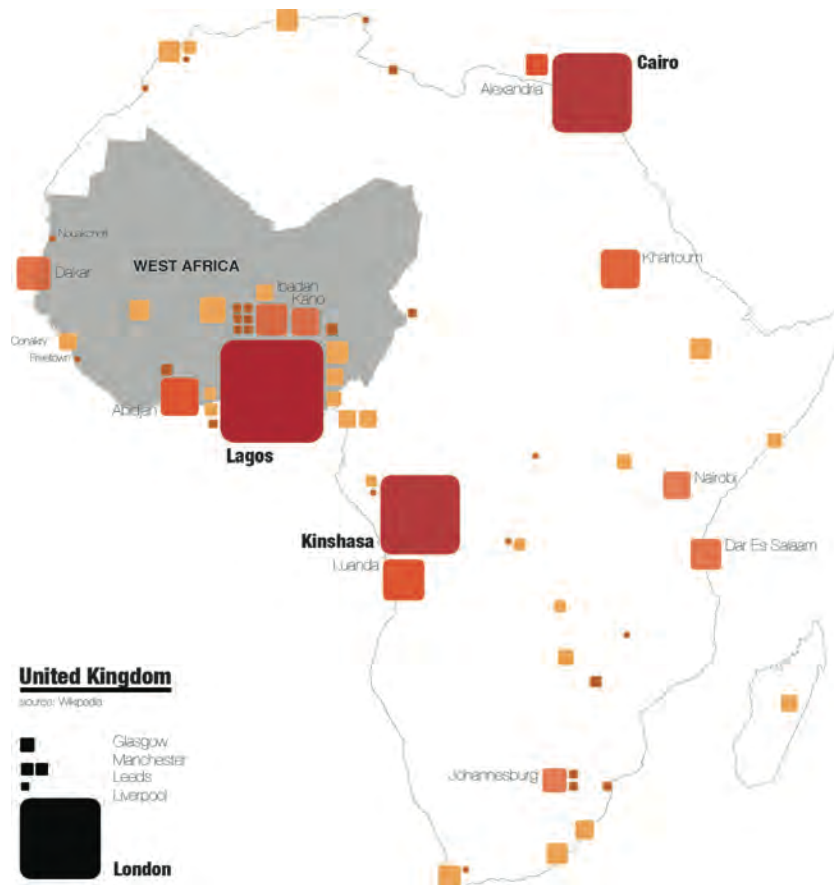 Cairo
Alexandria
Nouakchott
WEST AFRICA
Khartoum
Dakar
Ibadan
Kano
Conakry
Freetown
Abidjan
Lagos
Nairobi
Kinshasa
Dar Es Salaam
Luanda
United Kingdom
source: Wikipedia
Glasgow
Manchester
Leeds
Liverpool
London
Johannesburg